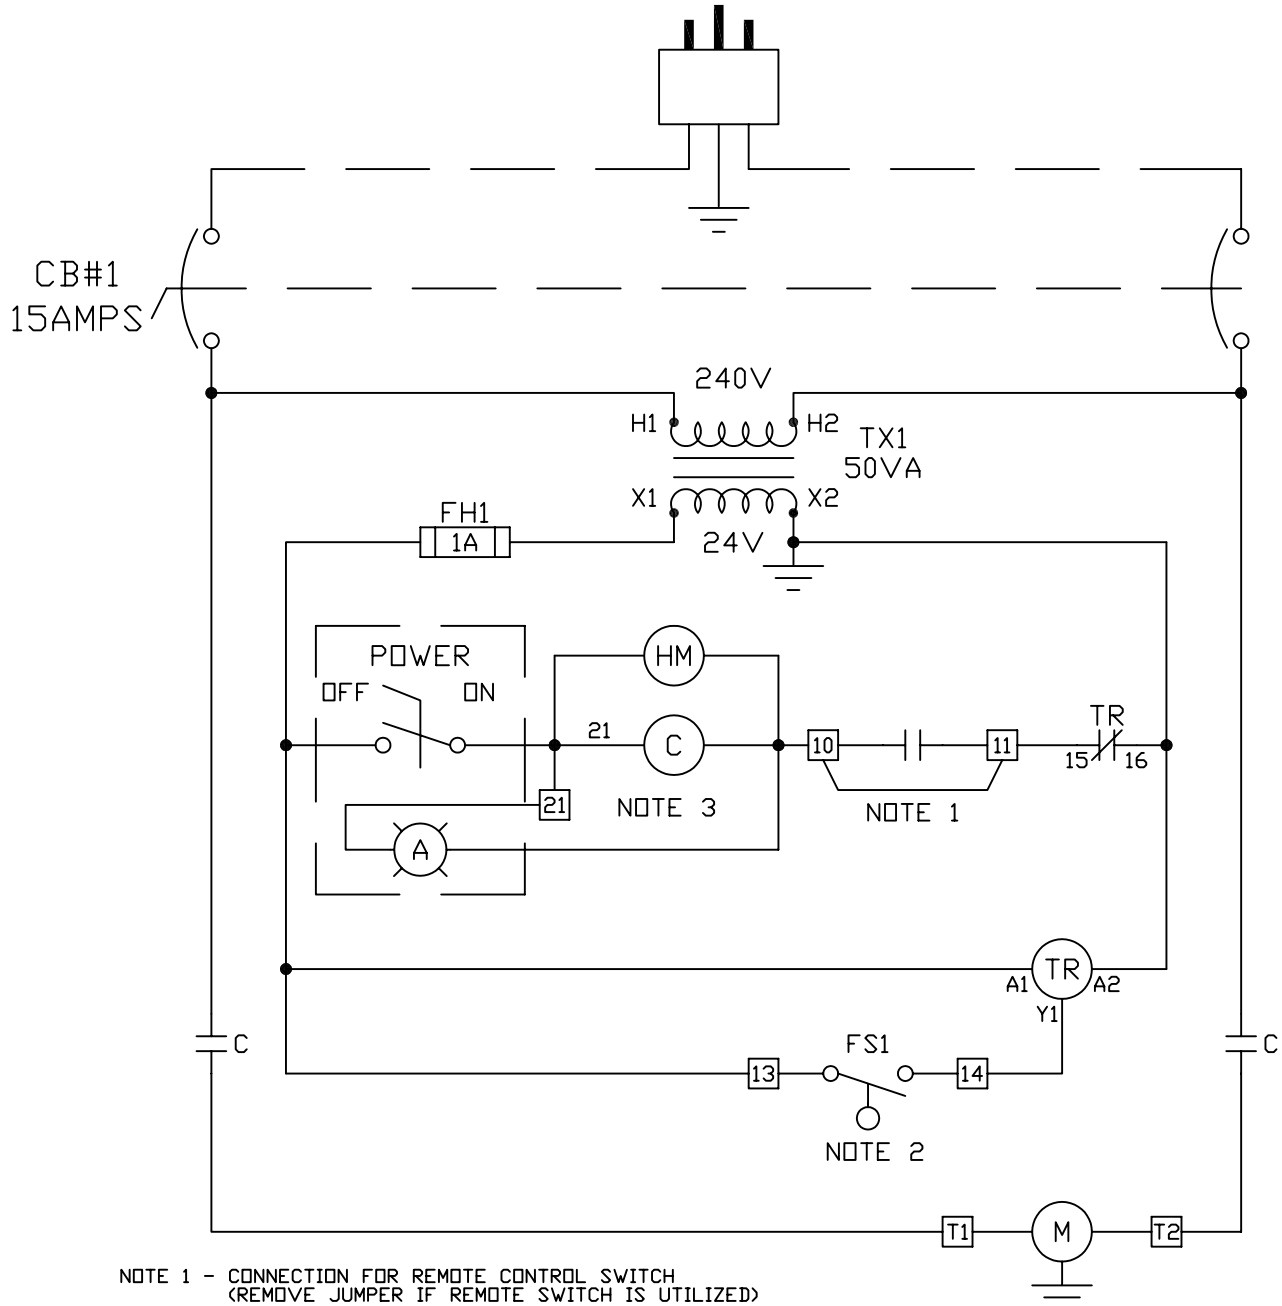 CB#1
15AMPS
240V
H1
H2
TX1
50VA
X1
X2
24V
FH1
1A
POWER
OFF
ON
HM
21
C
10
11
TR
15
16
21
NOTE 3
NOTE 1
A
TR
A1
A2
Y1
C
C
FS1
13
14
NOTE 2
T1
M
T2
NOTE 1 - CONNECTION FOR REMOTE CONTROL SWITCH
(REMOVE JUMPER IF REMOTE SWITCH IS UTILIZED)